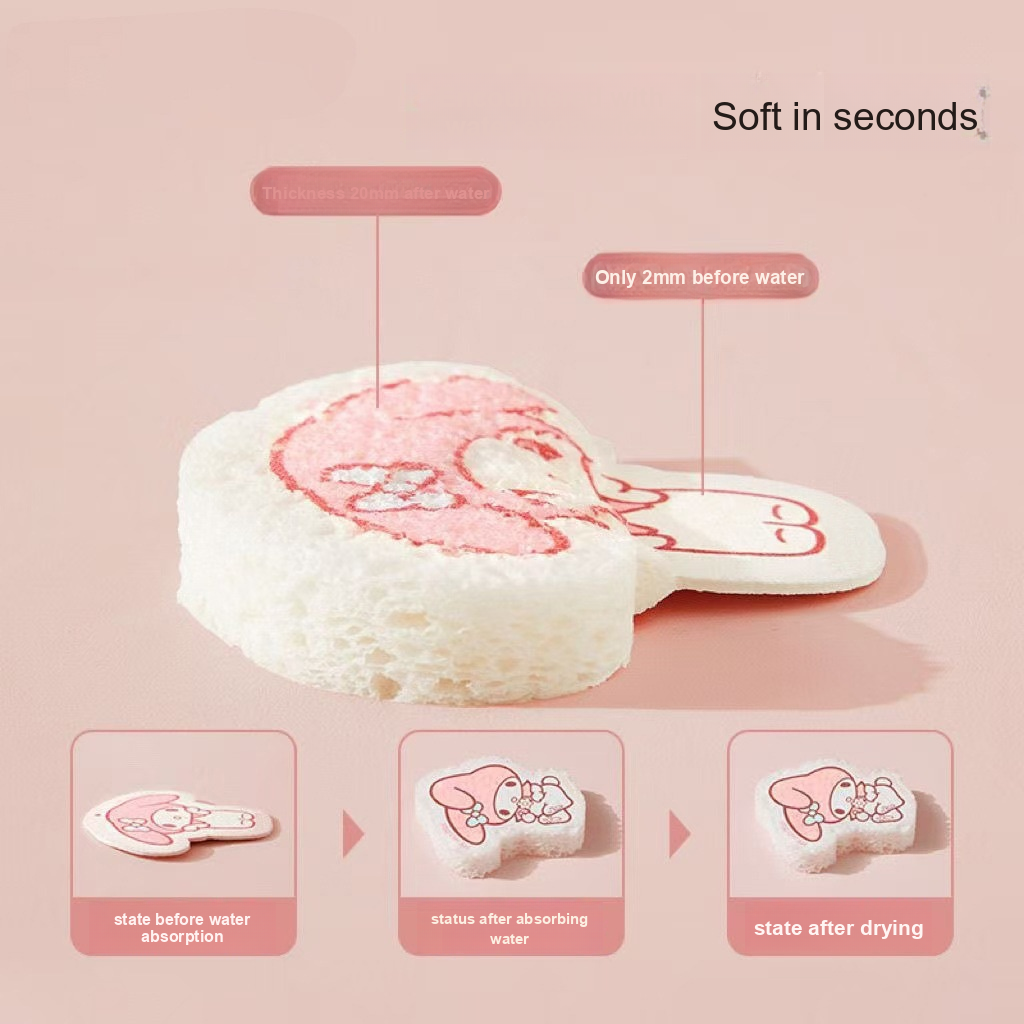 Soft in seconds
Thickness 20mm after water
Only 2mm before water
state before water
absorption
status after absorbing
water
state after drying